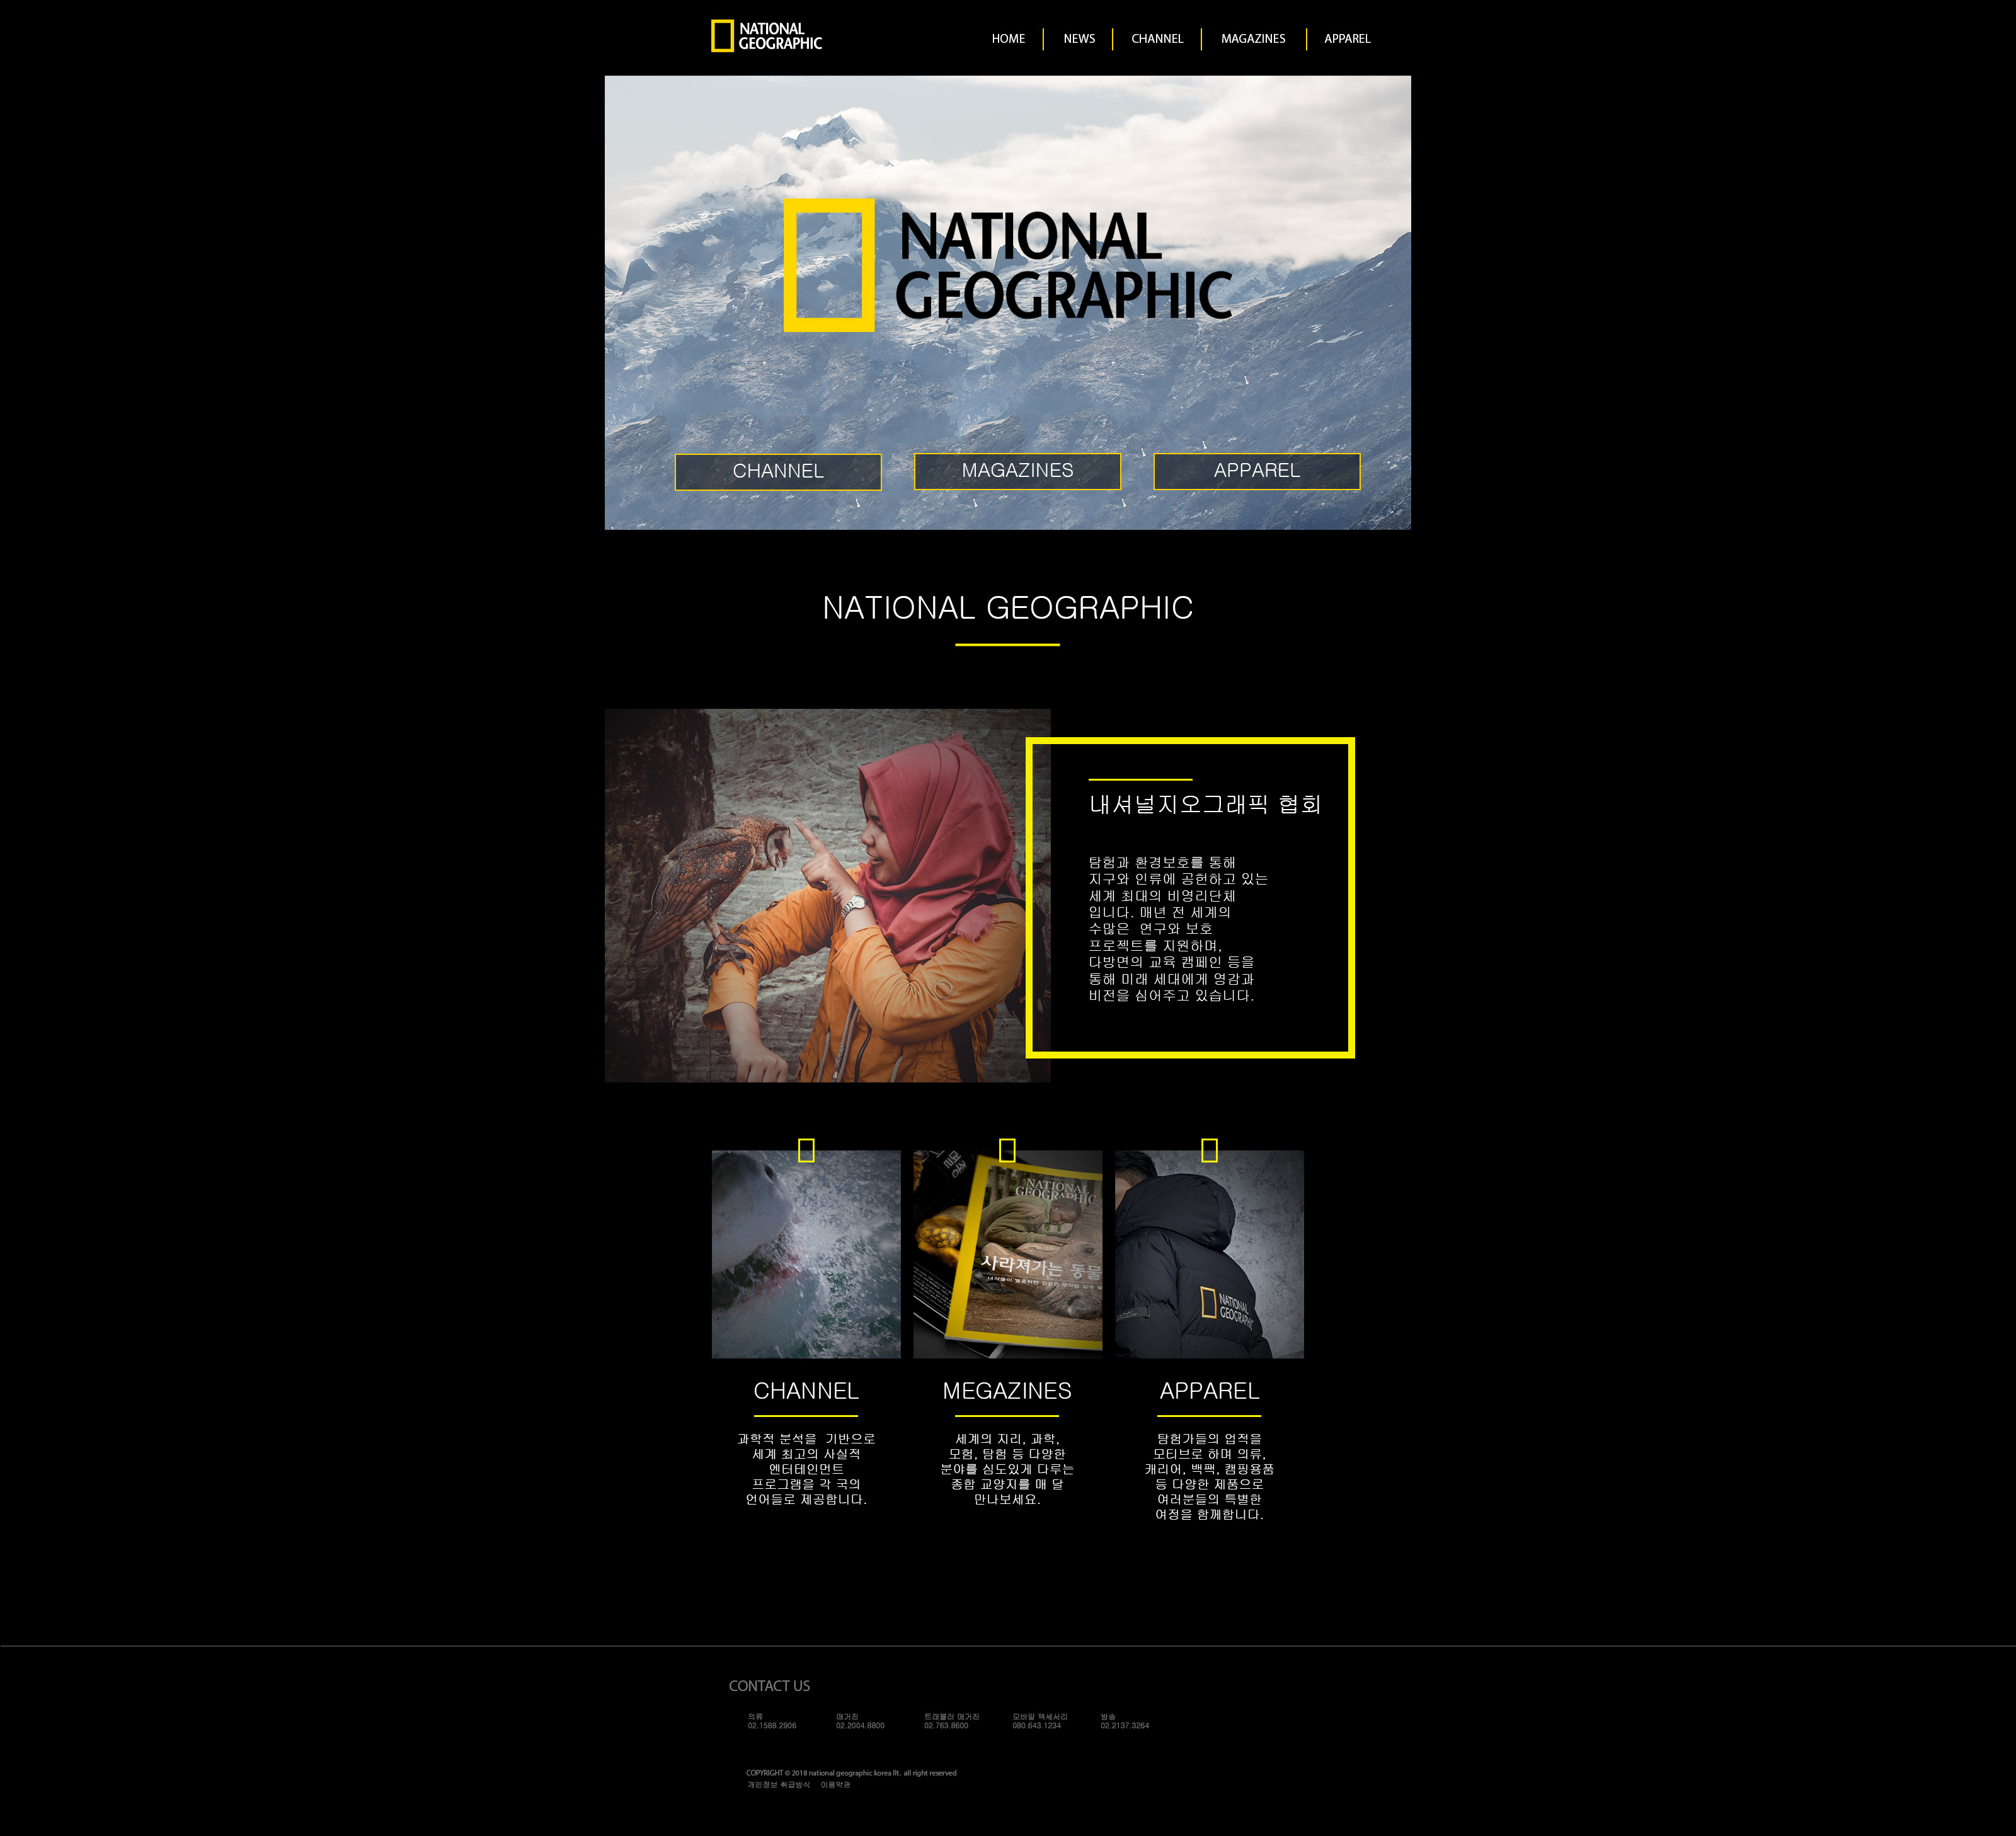 NATIONAL
GEOGRAPHIC
HOME
NEWS
CHANNEL
MAGAZINES
APPAREL
NATIONAL
GEOGRAPHIC
CHANNEL
MAGAZINES
APPAREL
NATIONAL GEOGRAPHIC
내셔널지오그래픽 협회
탐험과 환경보호를 통해
지구와 인류에 공헌하고 있는
세계 최대의 비영리단체
입니다. 매년 전 세계의
수많은 연구와 보호
프로젝트를 지원하며,
다방면의 교육 캠페인 등을
통해 미래 세대에게 영감과
비전을 심어주고 있습니다.
NATIONAL
GEOGRAPHIC
사라져가는 동물
NATIONAL
GEOGRAPHIC
CHANNEL
과학적 분석을 기반으로
세계 최고의 사실적
엔터테인먼트
프로그램을 각 국의
언어들로 제공합니다.
MEGAZINES
세계의 지리, 과학,
모험, 탐험 등 다양한
분야를 심도있게 다루는
종합 교양지를 매 달
만나보세요.
APPAREL
탐험가들의 업적을
모티브로 하며 의류,
캐리어, 백팩, 캠핑용품
등 다양한 제품으로
여러분들의 특별한
여정을 함께합니다.
CONTACT US
의류
02.1588.2906
매거진
02.2004.8800
트래블러 매거진
02.763.8600
모바일 액세서리
080.643.1234
방송
02.2137.3264
COPYRIGHT © 2018 national geographic korea llt. all right reserved
개인정보 취급방식 이용약관